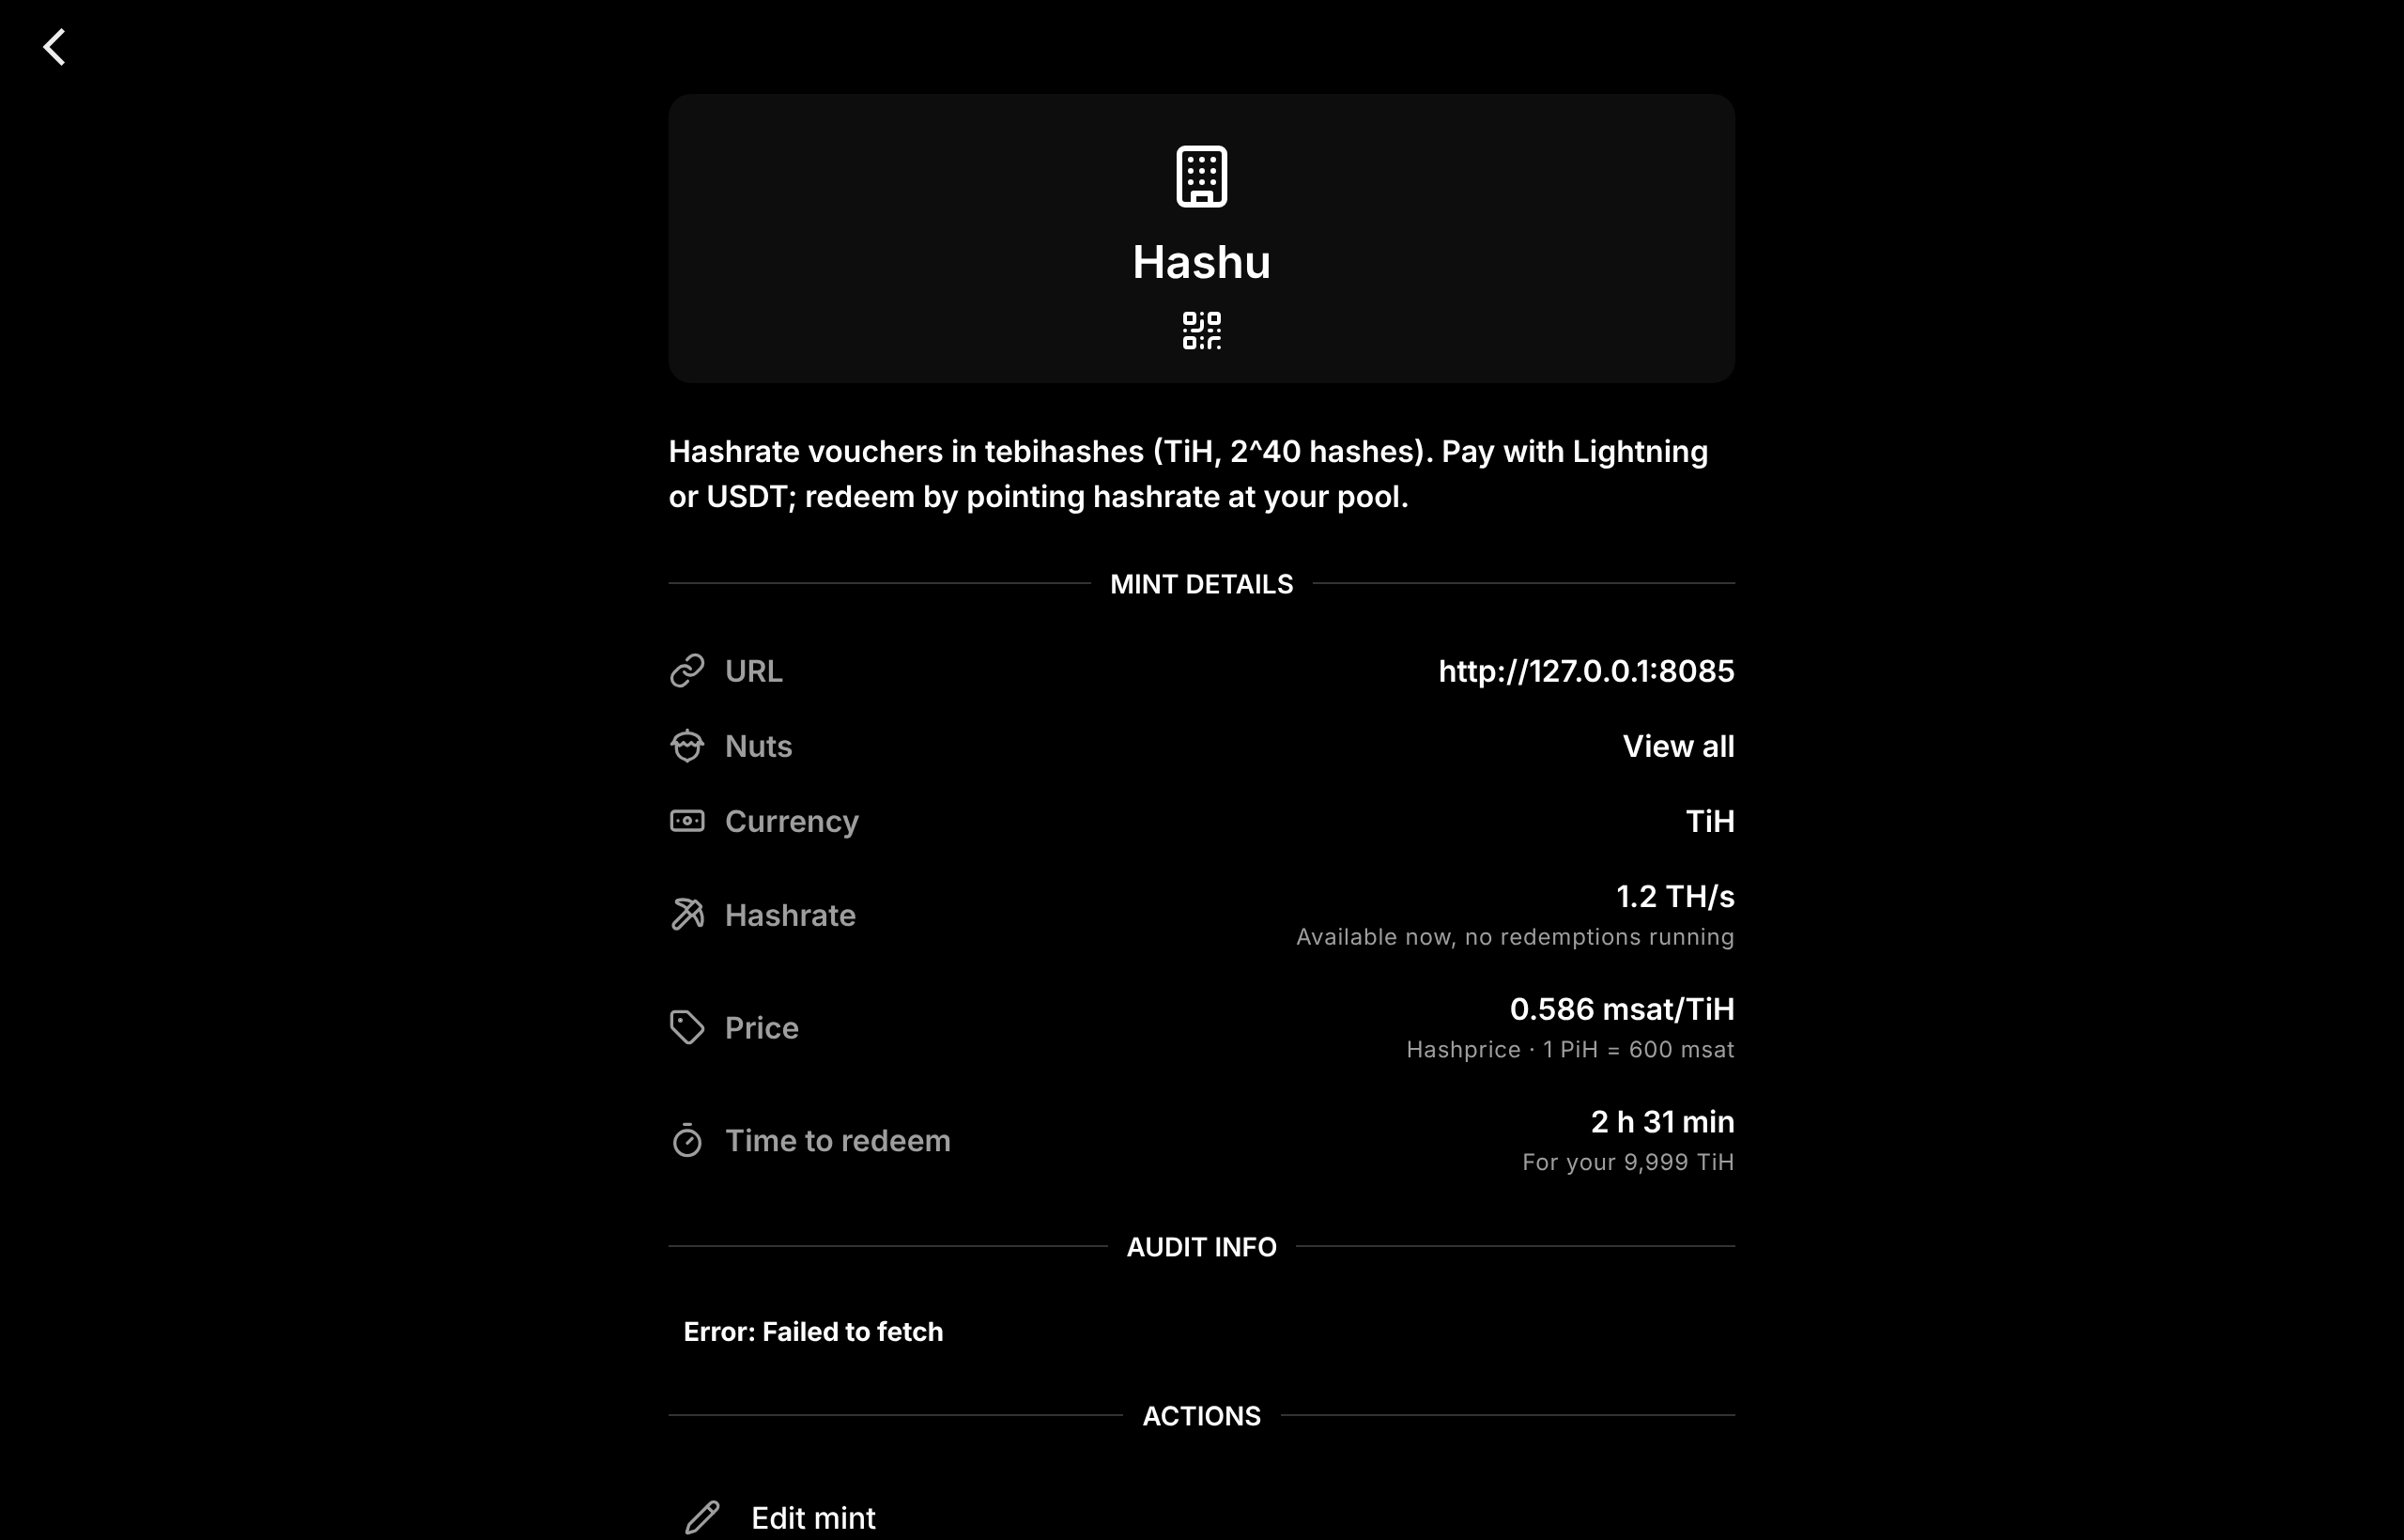 Hashu
Hashrate vouchers in tebihashes (TiH, 2^40 hashes). Pay with Lightning
or USDT; redeem by pointing hashrate at your pool.
MINT DETAILS
URL
http://127.0.0.1:8085
Nuts
View all
Currency
TiH
Hashrate
1.2 TH/s
Available now, no redemptions running
Price
0.586 msat/TiH
Hashprice · 1 PiH = 600 msat
Time to redeem
2 h 31 min
For your 9,999 TiH
AUDIT INFO
Error: Failed to fetch
ACTIONS
Edit mint